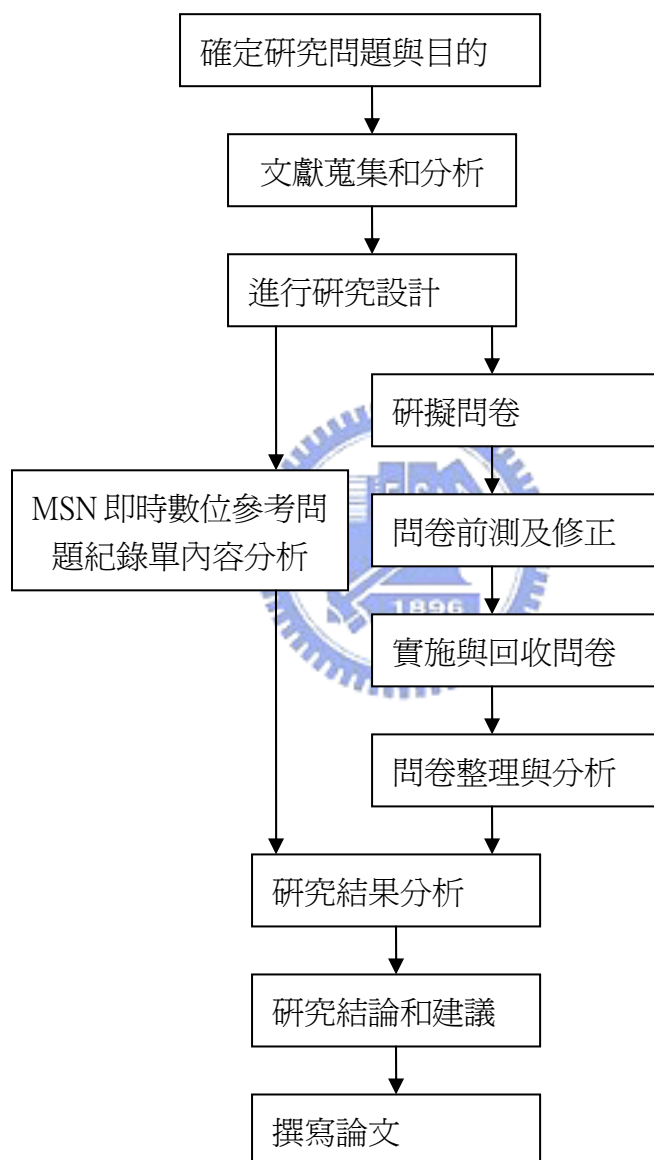 確定研究問題與目的
文獻蒐集和分析
進行研究設計
研擬問卷
MSN 即時數位參考問
題紀錄單內容分析
問卷前測及修正
1896
實施與回收問卷
問卷整理與分析
研究結果分析
研究結論和建議
撰寫論文